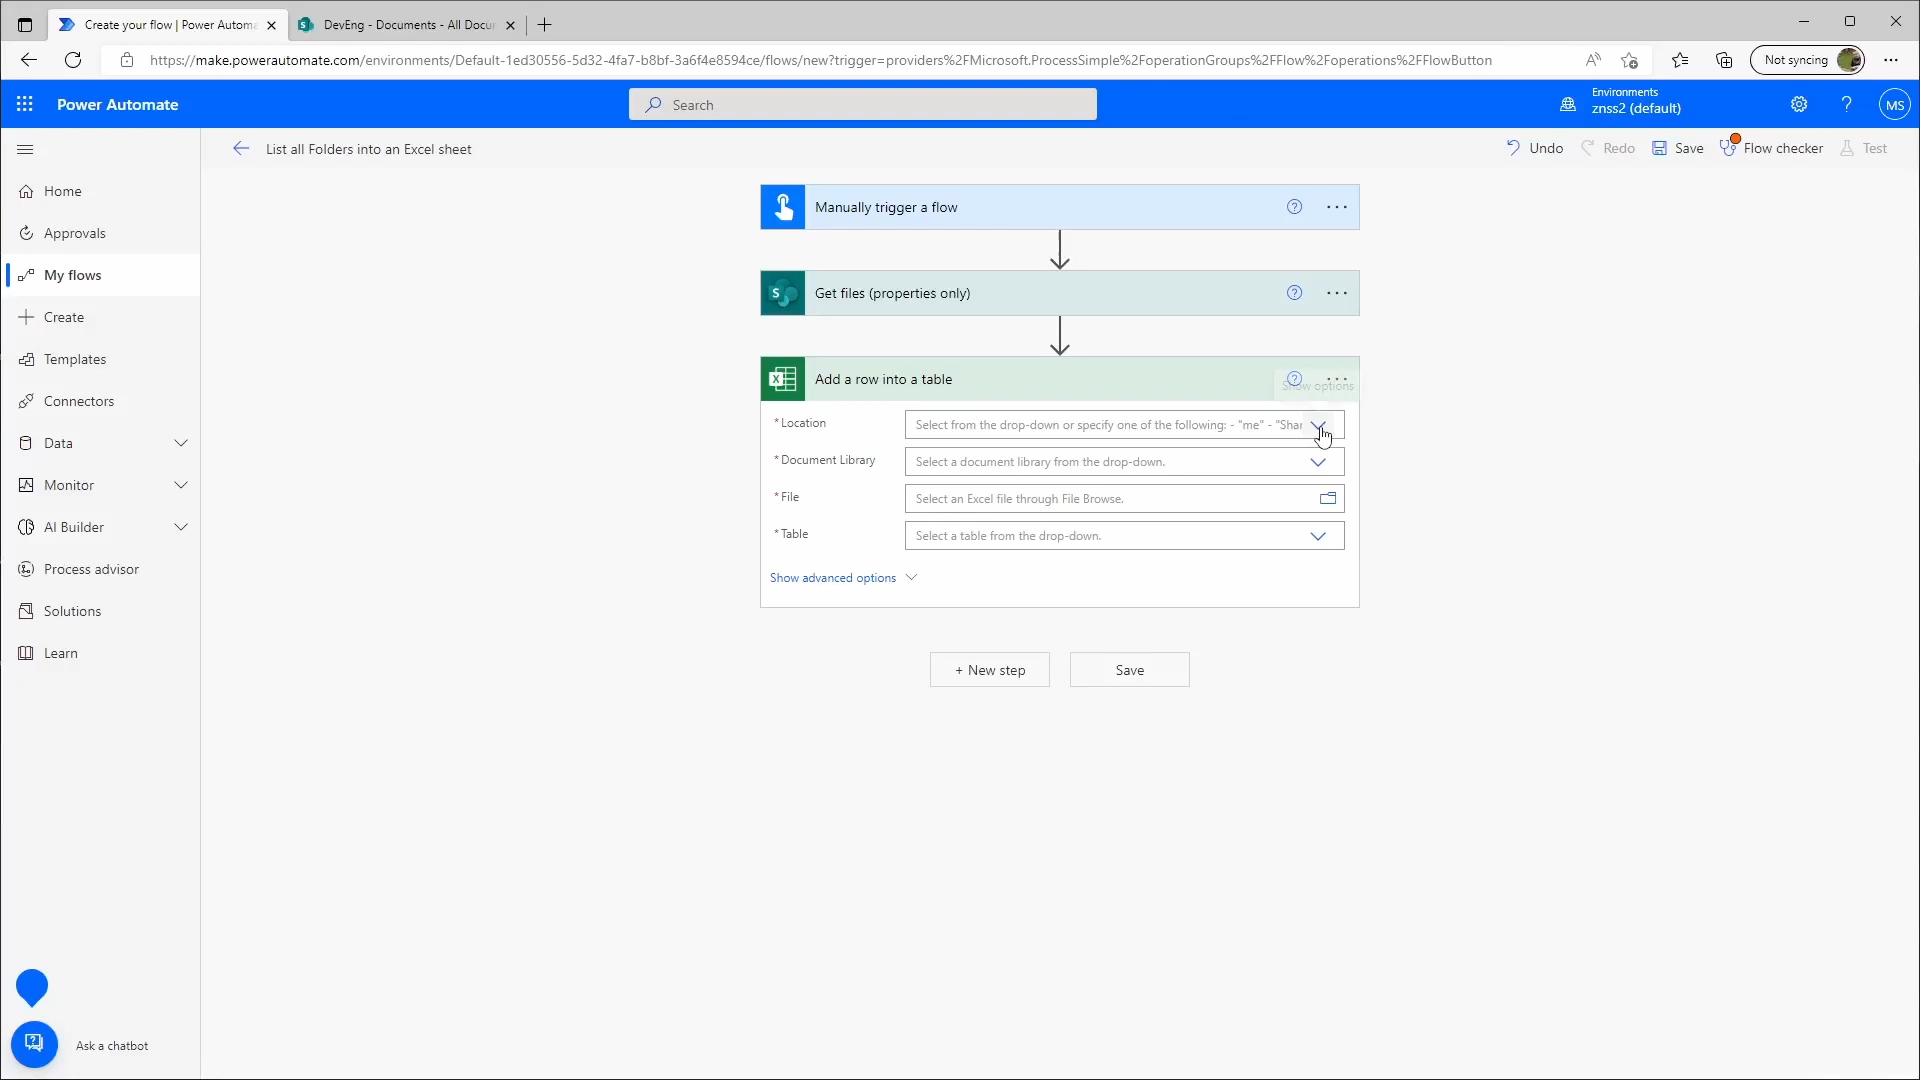 Create your flow | Power Automa
DevEng - Documents - All Docu
https://make.powerautomate.com/environments/Default-1ed30556-5d32-4fa7-b8bf-3a6f4e8594ce/flows/new?trigger=providers%2FMicrosoft.ProcessSimple%2FoperationGroups%2FFlow%2Foperations%2FFlowButton
Not syncing
Power Automate
Search
Environments
znss2 (default)
MS
List all Folders into an Excel sheet
Undo
Redo
Save
Flow checker
Test
Home
Approvals
My flows
Create
Templates
Connectors
Data
Monitor
AI Builder
Process advisor
Solutions
Learn
Ask a chatbot
Manually trigger a flow
Get files (properties only)
Add a row into a table
Show options
* Location
Select from the drop-down or specify one of the following: - "me" - "Shar
* Document Library
Select a document library from the drop-down.
* File
Select an Excel file through File Browse.
* Table
Select a table from the drop-down.
Show advanced options
+ New step
Save